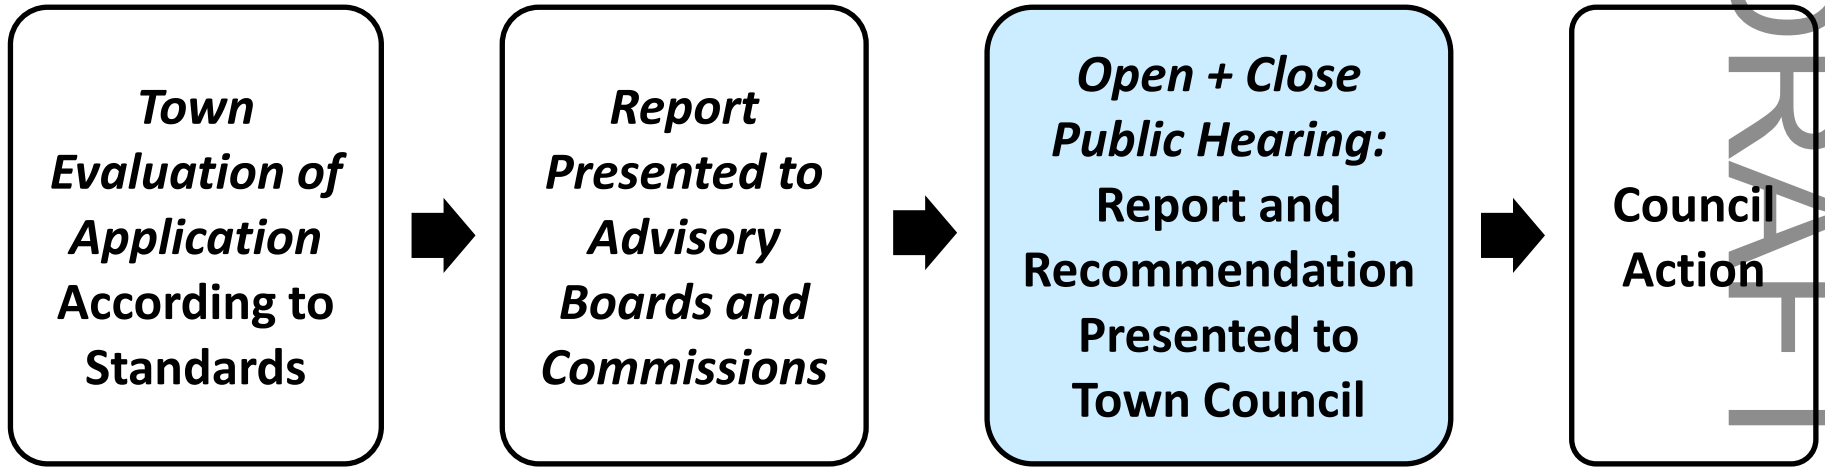 Town
Evaluation of
Application
According to
Standards
Report
Presented to
Advisory
Boards and
Commissions
Open + Close
Public Hearing:
Report and
Recommendation
Presented to
Town Council
Council
Action
DRAFT